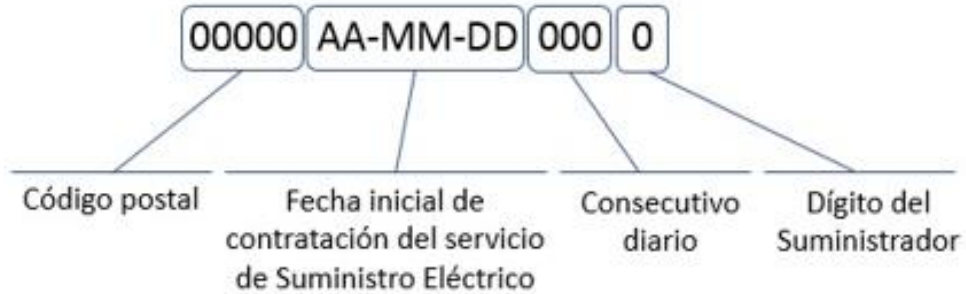 00000 AA-MM-DD 000 0
Código postal
Fecha inicial de
contratación del servicio
de Suministro Eléctrico
Consecutivo
diario
Dígito del
Suministrador